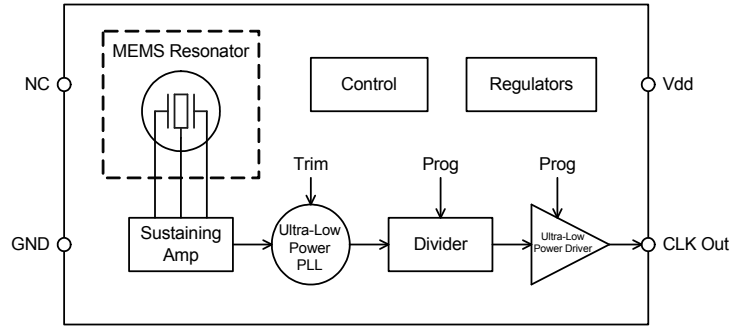 MEMS Resonator
NC
Control
Regulators
Vdd
Trim
Prog
Prog
GND
Sustaining
Amp
Ultra-Low
Power
PLL
Divider
Ultra-Low
Power Driver
CLK Out